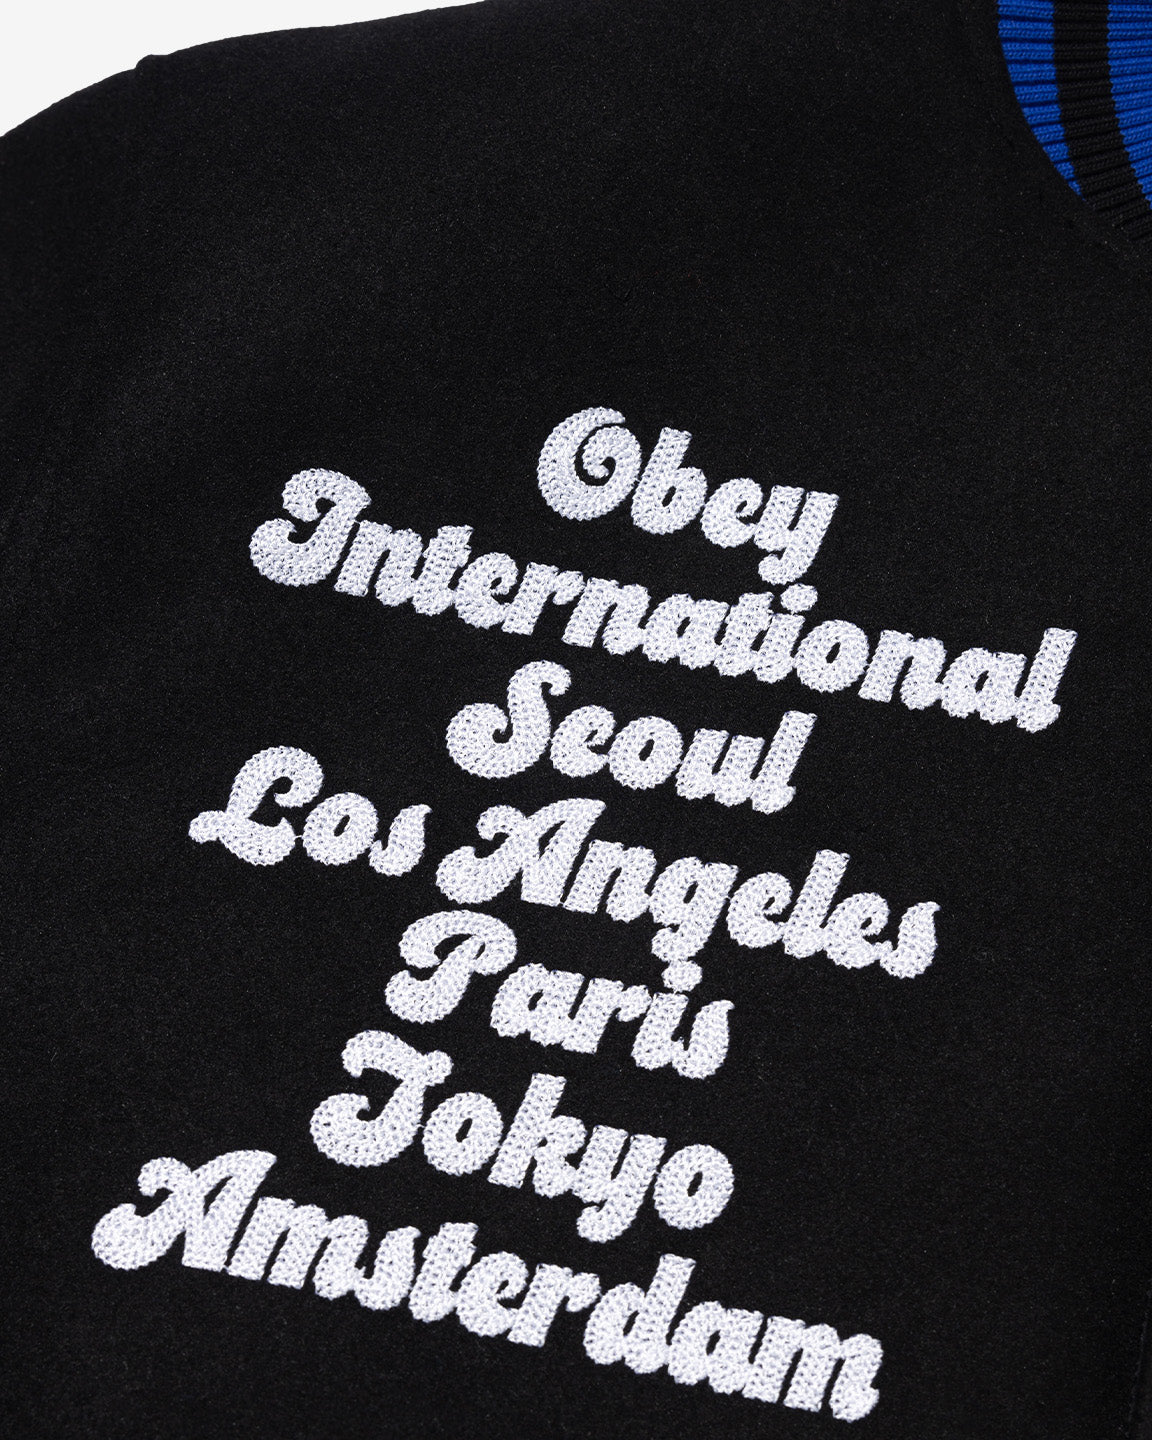 Obey
International
Seoul
Los Angeles
Paris
Tokyo
Amsterdam